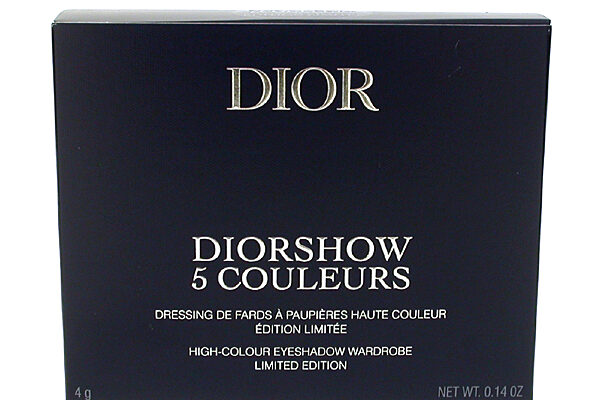 DIOR
DIORSHOW
5 COULEURS
DRESSING DE FARDS À PAUPIÈRES HAUTE COULEUR
ÉDITION LIMITÉE
HIGH-COLOUR EYESHADOW WARDROBE
LIMITED EDITION
4 g
NET WT. 0.14 OZ